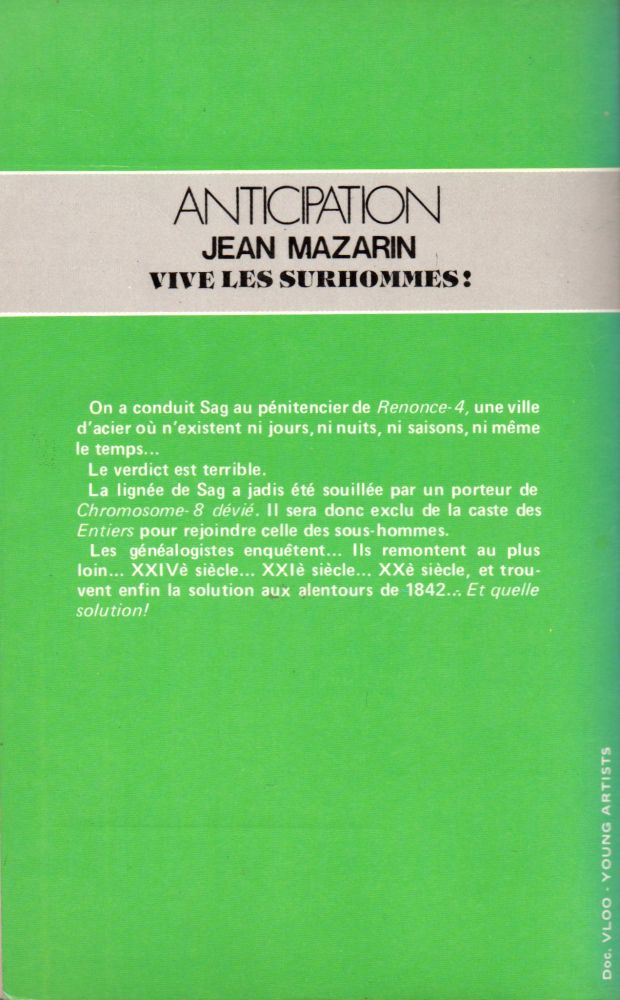 ANTICIPATION
JEAN MAZARIN
VIVE LES SURHOMMES!
On a conduit Sag au pénitencier de Renonce-4, une ville
d'acier où n'existent ni jours, ni nuits, ni saisons, ni même
le temps...
Le verdict est terrible.
La lignée de Sag a jadis été souillée par un porteur de
Chromosome-8 dévié. Il sera donc exclu de la caste des
Entiers pour rejoindre celle des sous-hommes.
Les généalogistes enquêtent... Ils remontent au plus
loin... XXIVè siècle... XXIè siècle... XXè siècle, et trou-
vent enfin la solution aux alentours de 1842... Et quelle
solution!
Doc. VLOO - YOUNG ARTISTS